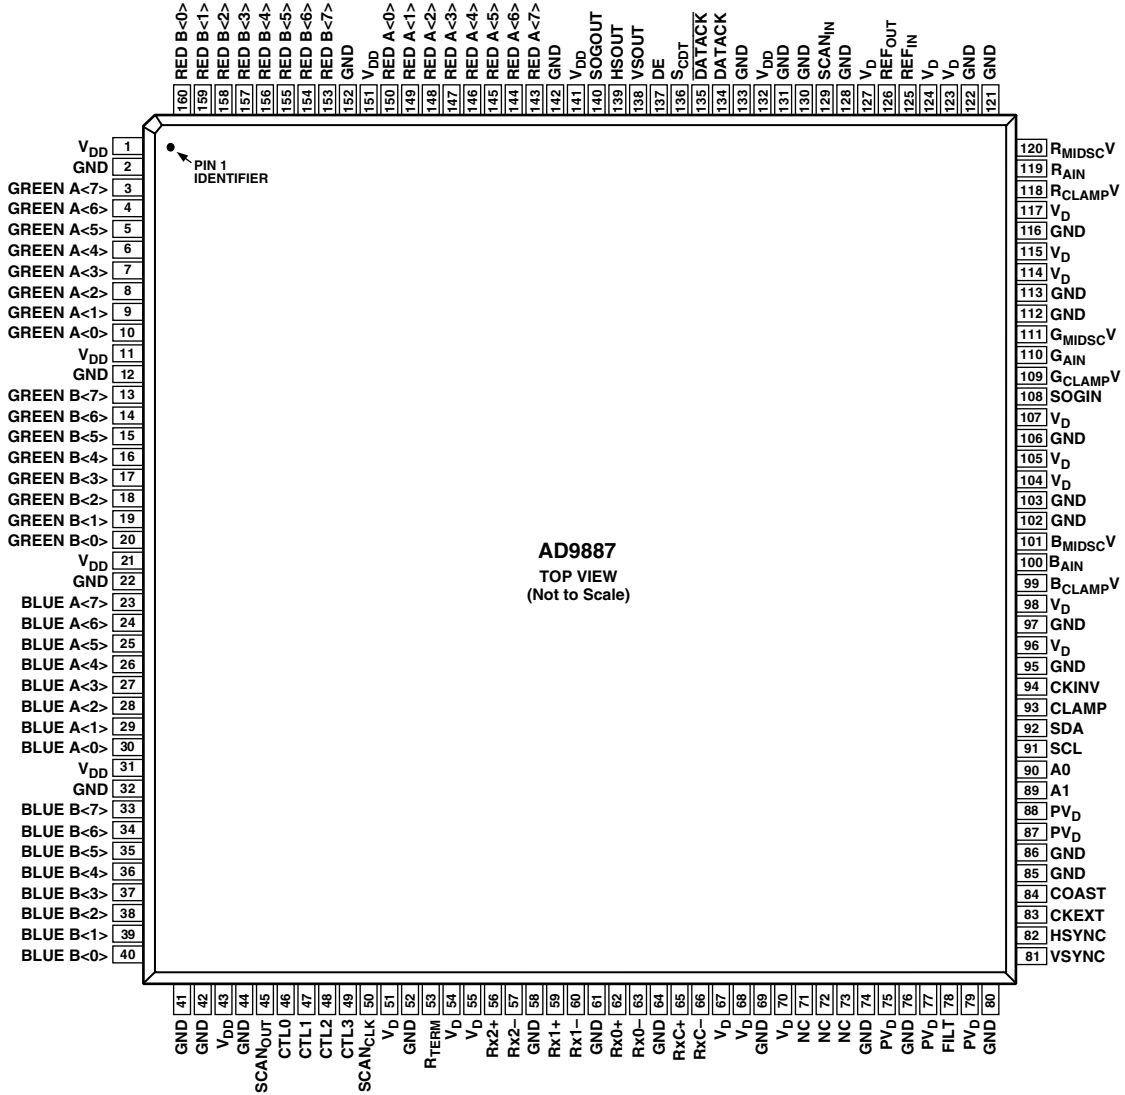 160 RED B<0>
159 RED B<1>
158 RED B<2>
157 RED B<3>
156 RED B<4>
155 RED B<5>
154 RED B<6>
153 RED B<7>
152 GND
151 VDD
150 RED A<0>
149 RED A<1>
148 RED A<2>
147 RED A<3>
146 RED A<4>
145 RED A<5>
144 RED A<6>
143 RED A<7>
142 GND
141 VDD
140 SOGOUT
139 HSOUT
138 VSOUT
137 DE
136 SCDT
135 DATACK
134 DATACK
133 GND
132 VDD
131 GND
130 GND
129 SCANIN
128 GND
127 VD
126 REFOUT
125 REFIN
124 VD
123 VD
122 GND
121 GND
VDD 1
GND 2
GREEN A<7> 3
GREEN A<6> 4
GREEN A<5> 5
GREEN A<4> 6
GREEN A<3> 7
GREEN A<2> 8
GREEN A<1> 9
GREEN A<0> 10
VDD 11
GND 12
GREEN B<7> 13
GREEN B<6> 14
GREEN B<5> 15
GREEN B<4> 16
GREEN B<3> 17
GREEN B<2> 18
GREEN B<1> 19
GREEN B<0> 20
VDD 21
GND 22
BLUE A<7> 23
BLUE A<6> 24
BLUE A<5> 25
BLUE A<4> 26
BLUE A<3> 27
BLUE A<2> 28
BLUE A<1> 29
BLUE A<0> 30
VDD 31
GND 32
BLUE B<7> 33
BLUE B<6> 34
BLUE B<5> 35
BLUE B<4> 36
BLUE B<3> 37
BLUE B<2> 38
BLUE B<1> 39
BLUE B<0> 40
PIN 1
IDENTIFIER
AD9887
TOP VIEW
(Not to Scale)
120 RMIDSCV
119 RAIN
118 RCLAMPV
117 VD
116 GND
115 VD
114 VD
113 GND
112 GND
111 GMIDSCV
110 GAIN
109 GCLAMPV
108 SOGIN
107 VD
106 GND
105 VD
104 VD
103 GND
102 GND
101 BMIDSCV
100 BAIN
99 BCLAMPV
98 VD
97 GND
96 VD
95 GND
94 CKINV
93 CLAMP
92 SDA
91 SCL
90 A0
89 A1
88 PVD
87 PVD
86 GND
85 GND
84 COAST
83 CKEXT
82 HSYNC
81 VSYNC
41 GND
42 GND
43 VDD
44 GND
45 SCANOUT
46 CTL0
47 CTL1
48 CTL2
49 CTL3
50 SCANCLK
51 VD
52 GND
53 RTERM
54 VD
55 VD
56 Rx2+
57 Rx2–
58 GND
59 Rx1+
60 Rx1–
61 GND
62 Rx0+
63 Rx0–
64 GND
65 RxC+
66 RxC–
67 VD
68 VD
69 GND
70 VD
71 NC
72 NC
73 NC
74 GND
75 PVD
76 GND
77 PVD
78 FILT
79 PVD
80 GND